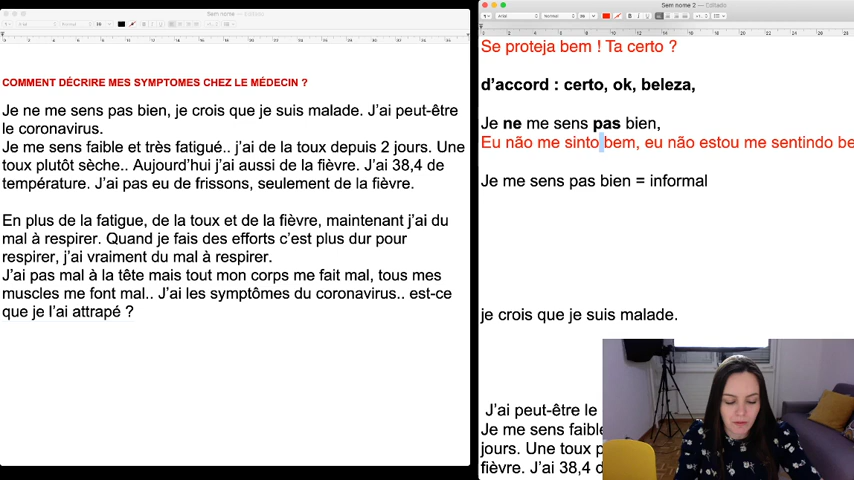 Sem nome
COMMENT DÉCRIRE MES SYMPTOMES CHEZ LE MÉDECIN ?
Je ne me sens pas bien, je crois que je suis malade. J'ai peut-être
le coronavirus.
Je me sens faible et très fatigué.. j'ai de la toux depuis 2 jours. Une
toux plutôt sèche.. Aujourd'hui j'ai aussi de la fièvre. J'ai 38,4 de
température. J'ai pas eu de frissons, seulement de la fièvre.
En plus de la fatigue, de la toux et de la fièvre, maintenant j'ai du
mal à respirer. Quand je fais des efforts c'est plus dur pour
respirer, j'ai vraiment du mal à respirer.
J'ai pas mal à la tête mais tout mon corps me fait mal, tous mes
muscles me font mal.. J'ai les symptômes du coronavirus.. est-ce
que je l'ai attrapé ?
Sem nome 2 — Editado
Se proteja bem ! Ta certo ?
d'accord : certo, ok, beleza,
Je ne me sens pas bien,
Eu não me sinto bem, eu não estou me sentindo be
Je me sens pas bien = informal
je crois que je suis malade.
J'ai peut-être le
Je me sens faible
jours. Une toux p
fièvre. J'ai 38,4 d